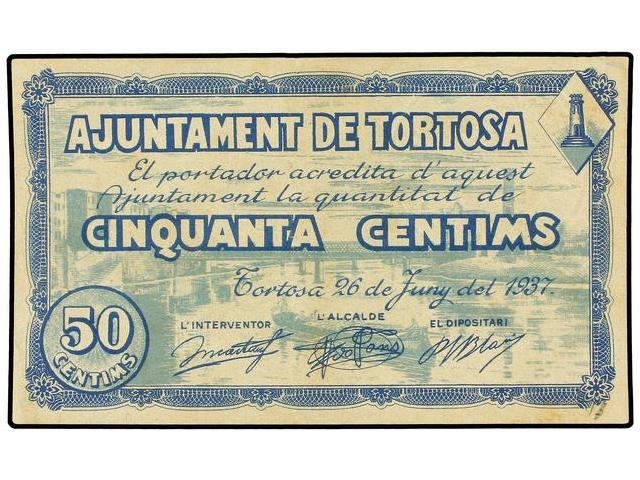 AJUNTAMENT DE TORTOSA
El portador acredita d'aquest
Ajuntament la quantitat de
CINQUANTA CENTIMS
Tortosa 26 de Juny del 1937.
50
CENTIMS
L'INTERVENTOR
L'ALCALDE
EL DIPOSITARI